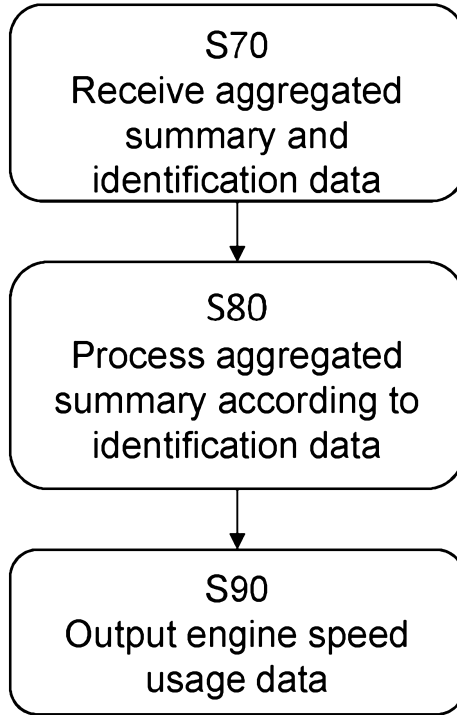 S70
Receive aggregated
summary and
identification data
S80
Process aggregated
summary according to
identification data
S90
Output engine speed
usage data